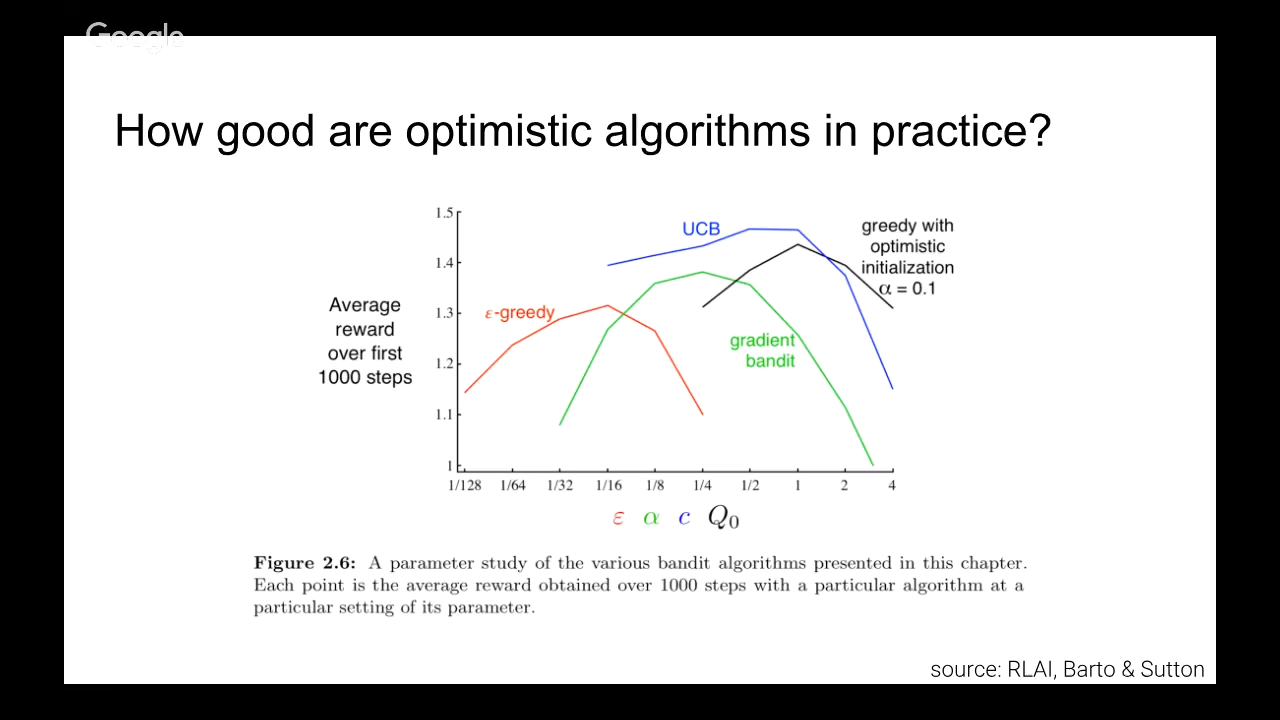 Google
How good are optimistic algorithms in practice?
Average
reward
over first
1000 steps
1.5
1.4
1.3
1.2
1.1
1
ε-greedy
UCB
gradient
bandit
greedy with
optimistic
initialization
α = 0.1
1/128 1/64 1/32 1/16 1/8 1/4 1/2 1 2 4
ε α c Q₀
Figure 2.6: A parameter study of the various bandit algorithms presented in this chapter.
Each point is the average reward obtained over 1000 steps with a particular algorithm at a
particular setting of its parameter.
source: RLAI, Barto & Sutton